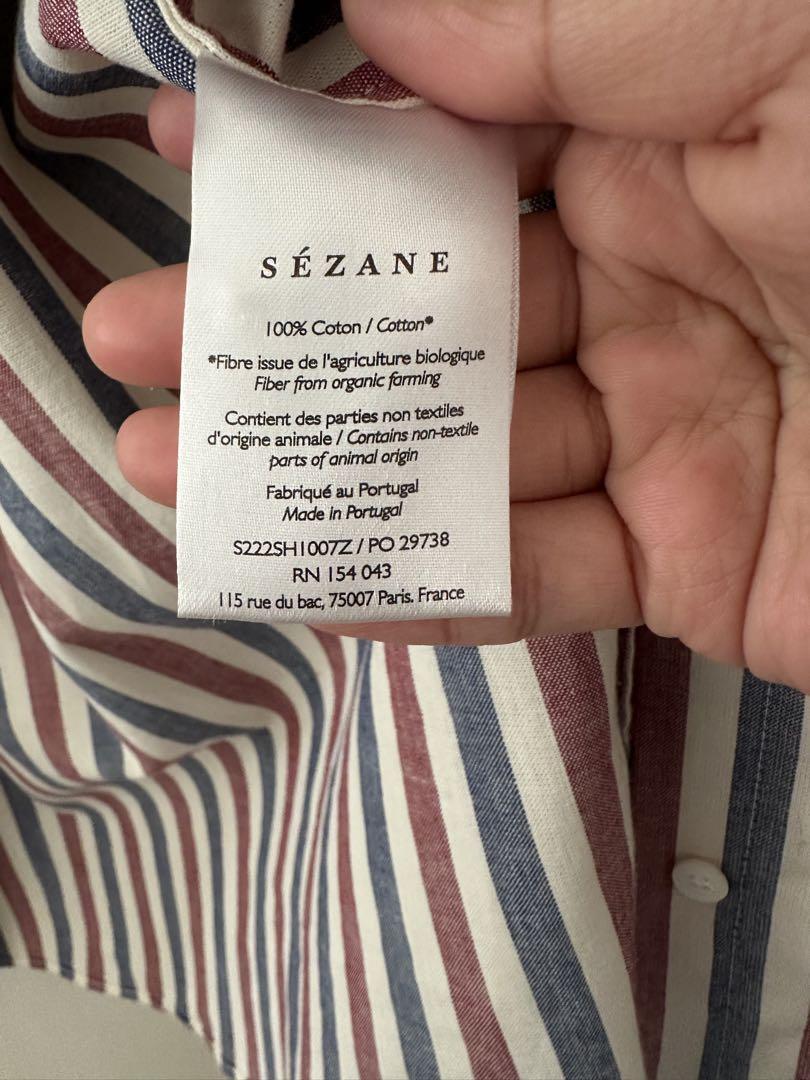 SÉZANE
100% Coton / Cotton*
*Fibre issue de l'agriculture biologique
Fiber from organic farming
Contient des parties non textiles
d'origine animale / Contains non-textile
parts of animal origin
Fabriqué au Portugal
Made in Portugal
S222SH1007Z / PO 29738
RN 154 043
115 rue du bac, 75007 Paris. France